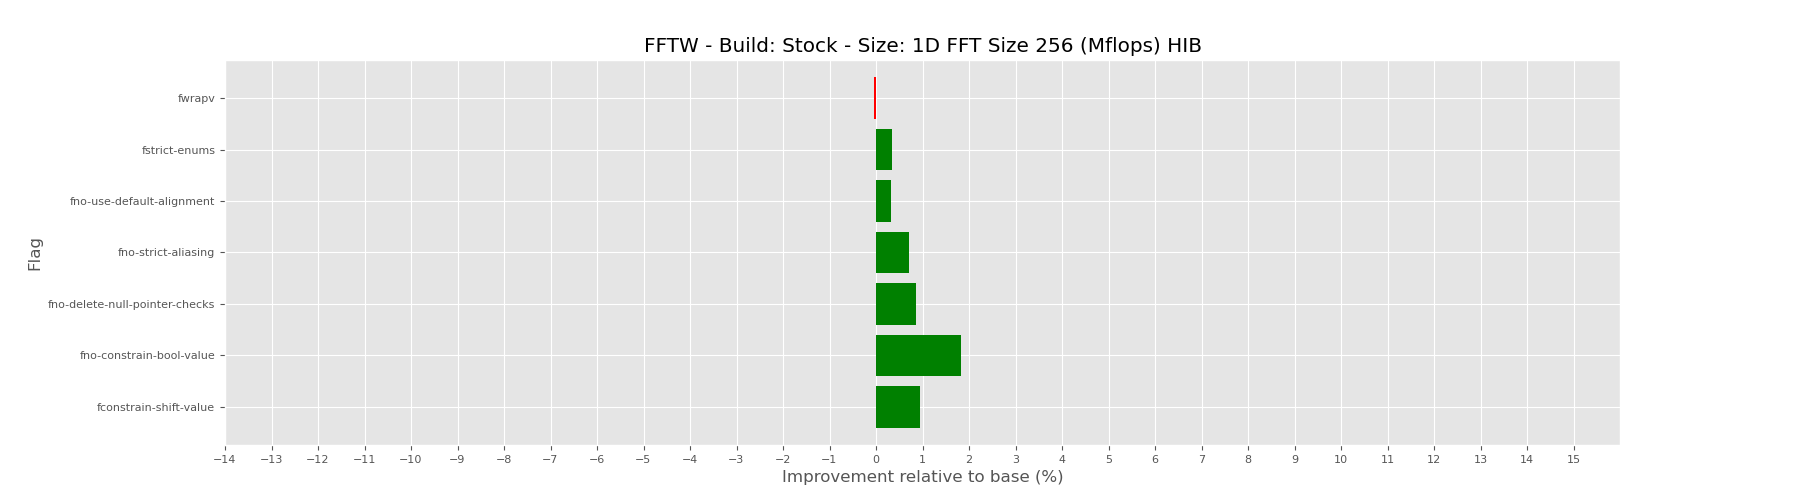 FFTW - Build: Stock - Size: 1D FFT Size 256 (Mflops) HIB
Flag
fwrapv
fstrict-enums
fno-use-default-alignment
fno-strict-aliasing
fno-delete-null-pointer-checks
fno-constrain-bool-value
fconstrain-shift-value
−14 −13 −12 −11 −10 −9 −8 −7 −6 −5 −4 −3 −2 −1 0 1 2 3 4 5 6 7 8 9 10 11 12 13 14 15
Improvement relative to base (%)